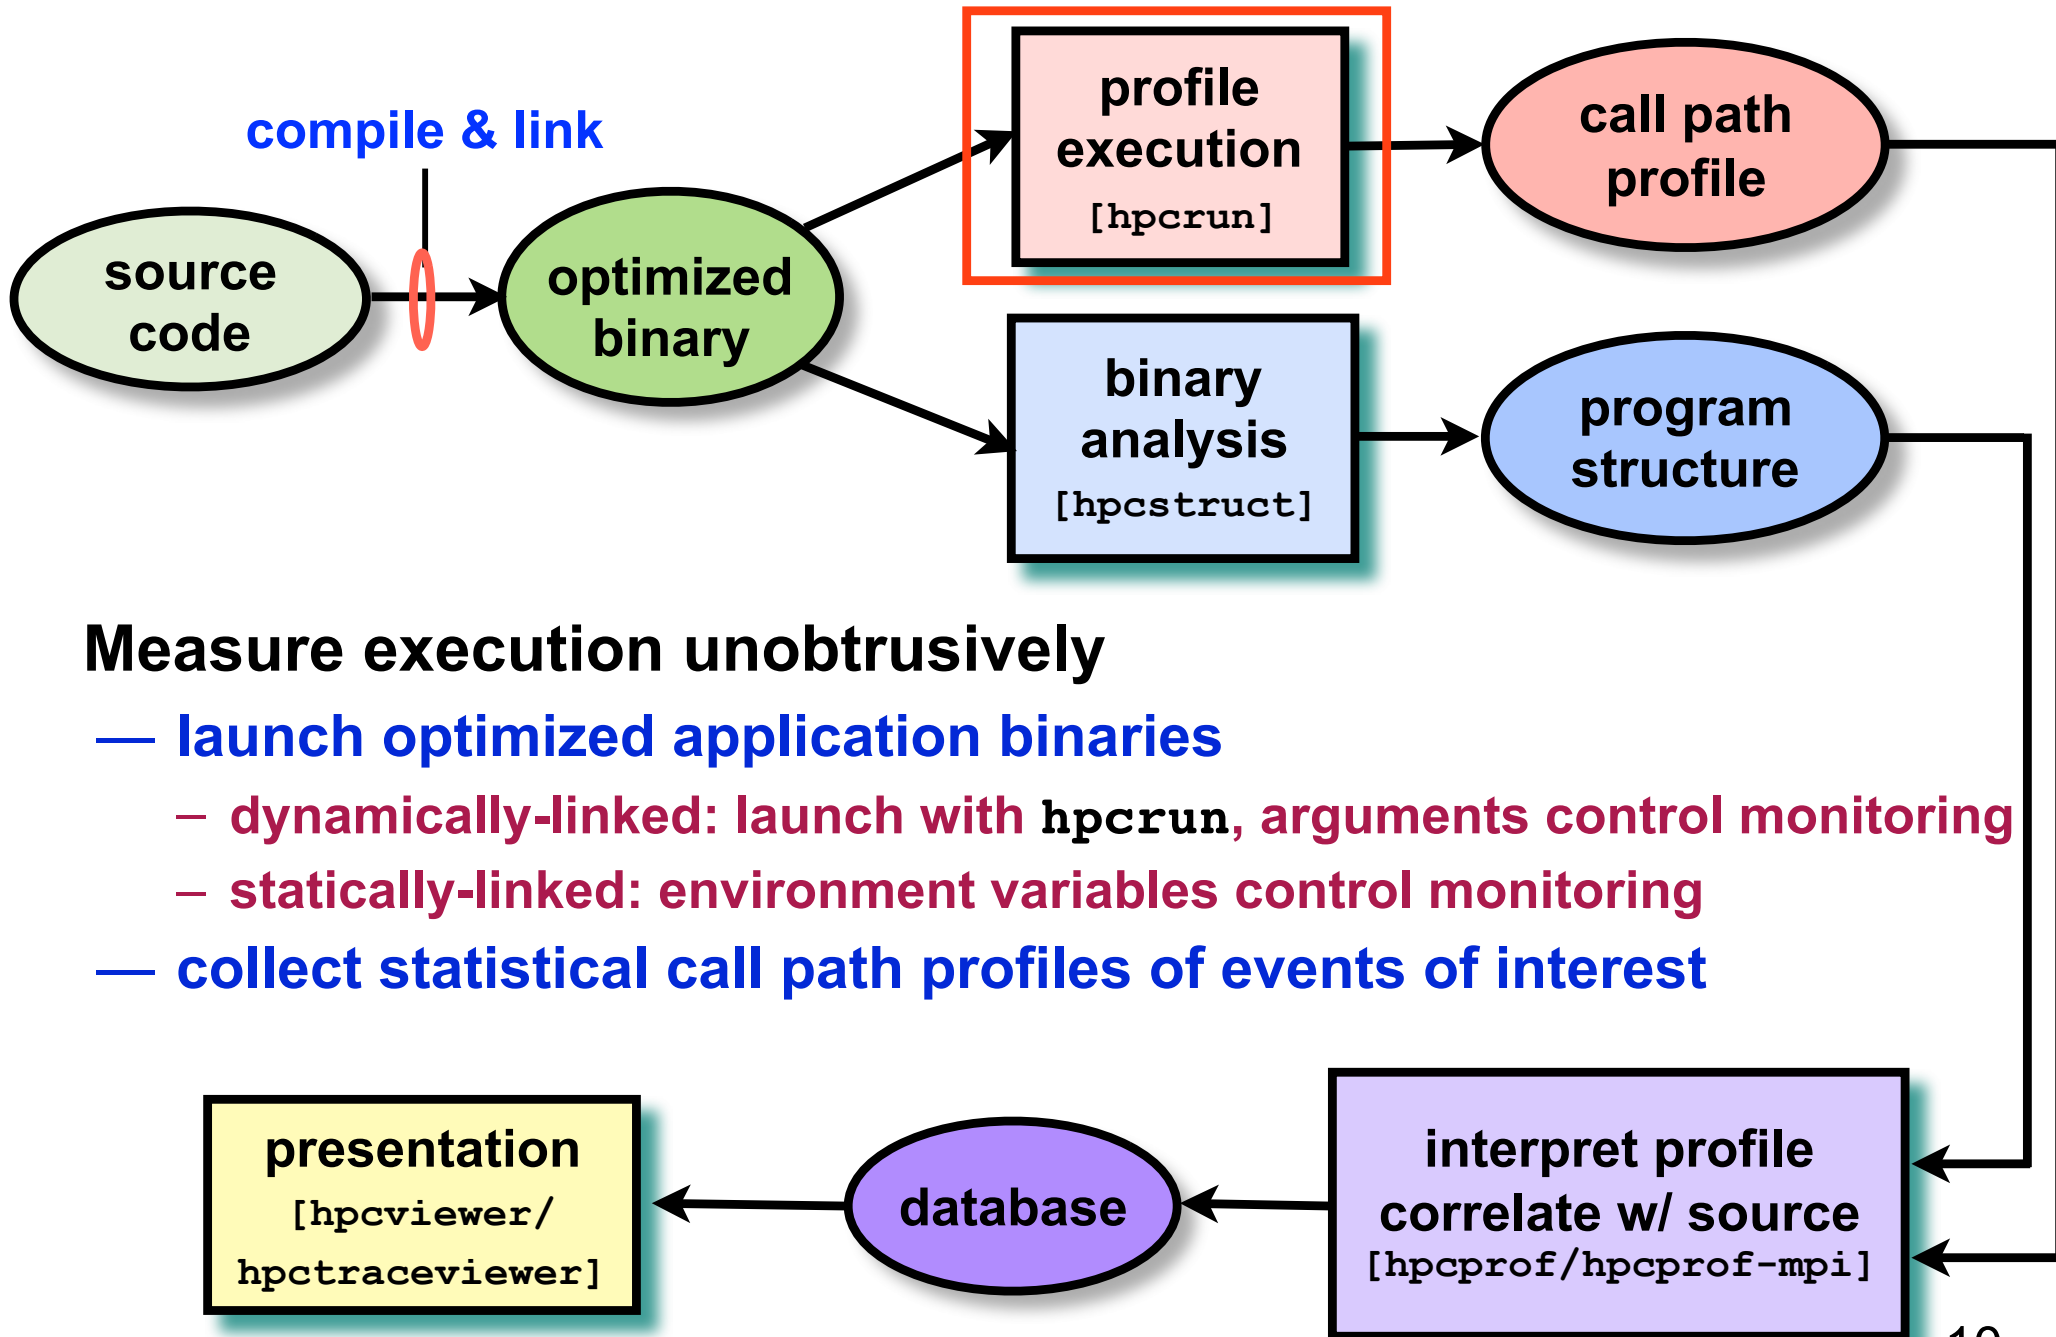 compile & link
source
code
optimized
binary
profile
execution
[hpcrun]
call path
profile
binary
analysis
[hpcstruct]
program
structure
Measure execution unobtrusively
— launch optimized application binaries
– dynamically-linked: launch with hpcrun, arguments control monitoring
– statically-linked: environment variables control monitoring
— collect statistical call path profiles of events of interest
presentation
[hpcviewer/
hpctraceviewer]
database
interpret profile
correlate w/ source
[hpcprof/hpcprof-mpi]